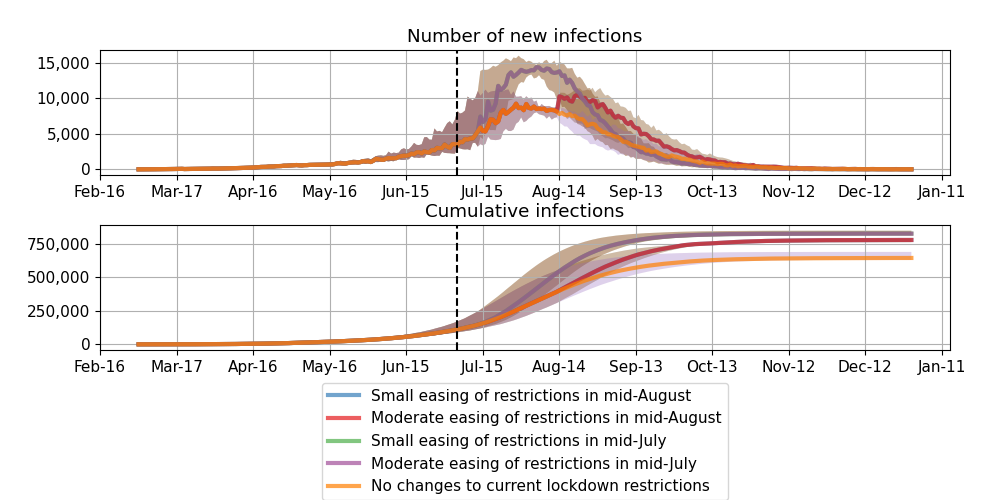 Number of new infections
15,000
10,000
5,000
0
Feb-16 Mar-17 Apr-16 May-16 Jun-15 Jul-15 Aug-14 Sep-13 Oct-13 Nov-12 Dec-12 Jan-11
Cumulative infections
750,000
500,000
250,000
0
Feb-16 Mar-17 Apr-16 May-16 Jun-15 Jul-15 Aug-14 Sep-13 Oct-13 Nov-12 Dec-12 Jan-11
Small easing of restrictions in mid-August
Moderate easing of restrictions in mid-August
Small easing of restrictions in mid-July
Moderate easing of restrictions in mid-July
No changes to current lockdown restrictions